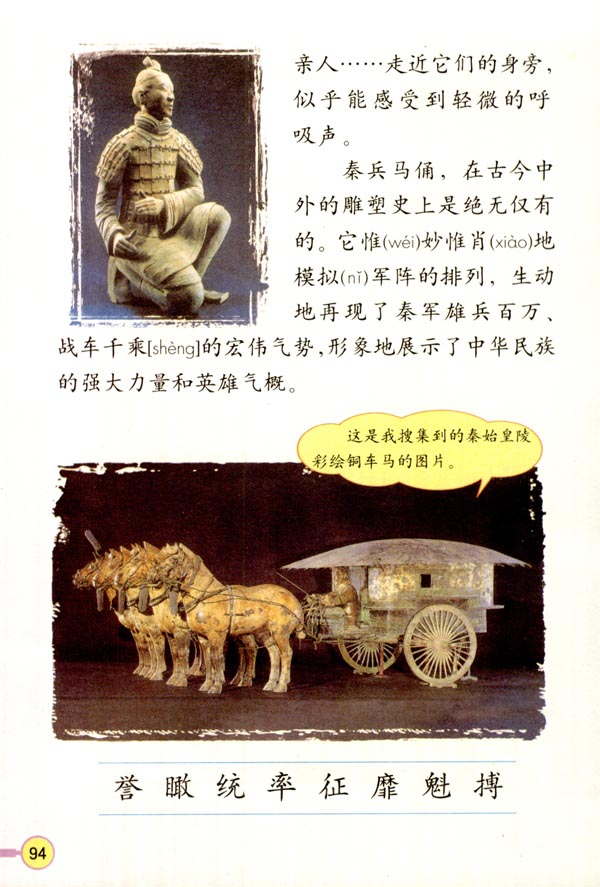 亲人……走近它们的身旁，
似乎能感受到轻微的呼
吸声。
秦兵马俑，在古今中
外的雕塑史上是绝无仅有
的。它惟(wéi)妙惟肖(xiào)地
模拟(nǐ)军阵的排列，生动
地再现了秦军雄兵百万、
战车千乘[shèng]的宏伟气势，形象地展示了中华民族
的强大力量和英雄气概。
这是我搜集到的秦始皇陵
彩绘铜车马的图片。
誉 瞰 统 率 征 靡 魁 搏
94